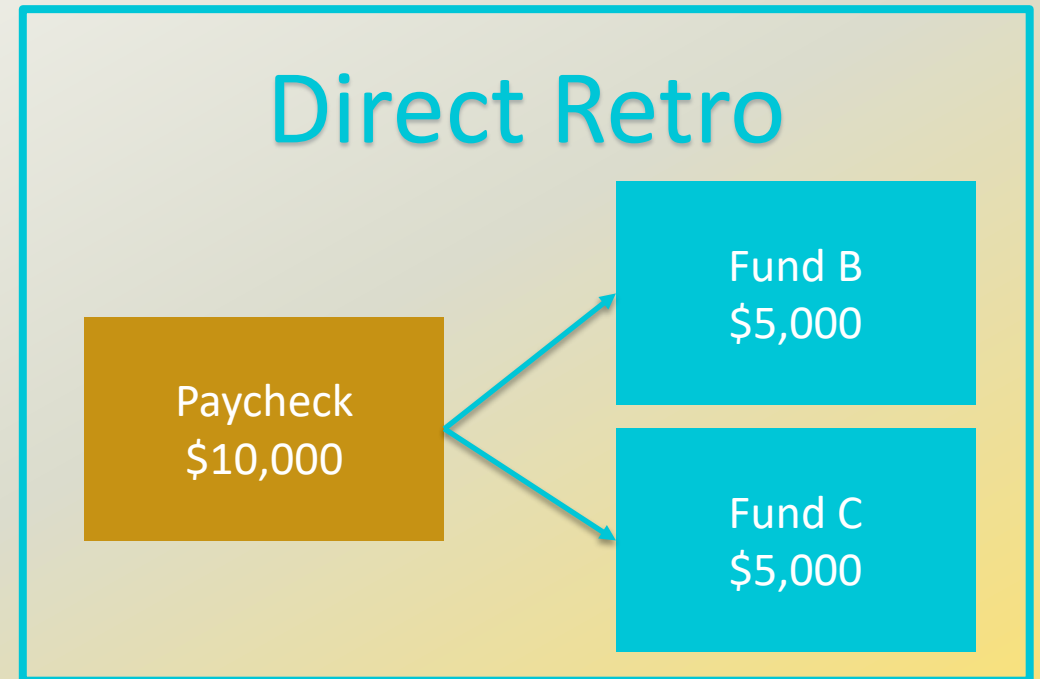 Direct Retro
Paycheck
$10,000
Fund B
$5,000
Fund C
$5,000